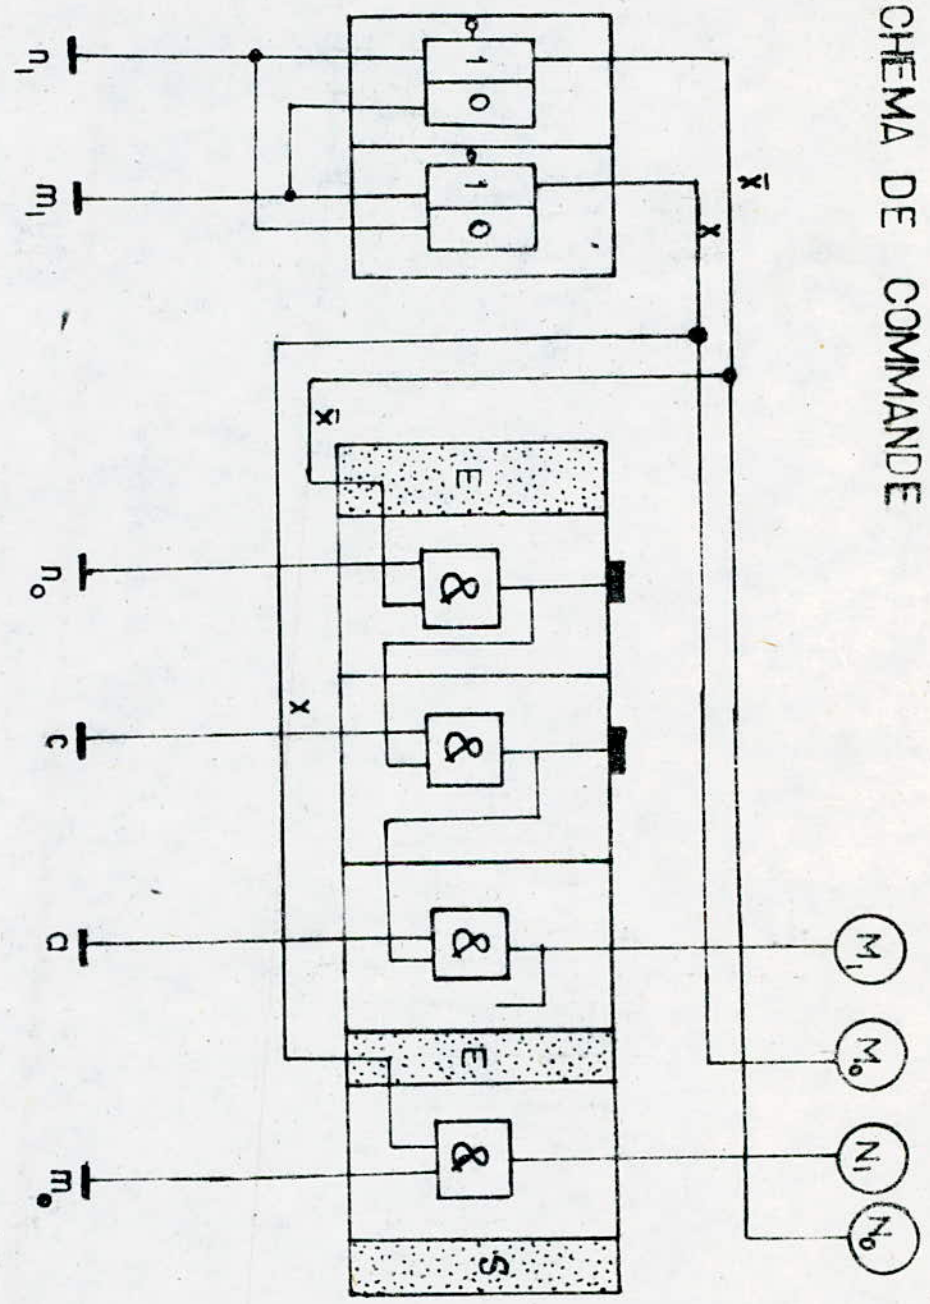 CHEMA DE COMMANDE
M₁ M₀ N₁ N₀
x̄
x
1 0 1 0
E & & & E & S
x̄
x
n₁ m₁ n₀ c a m₀